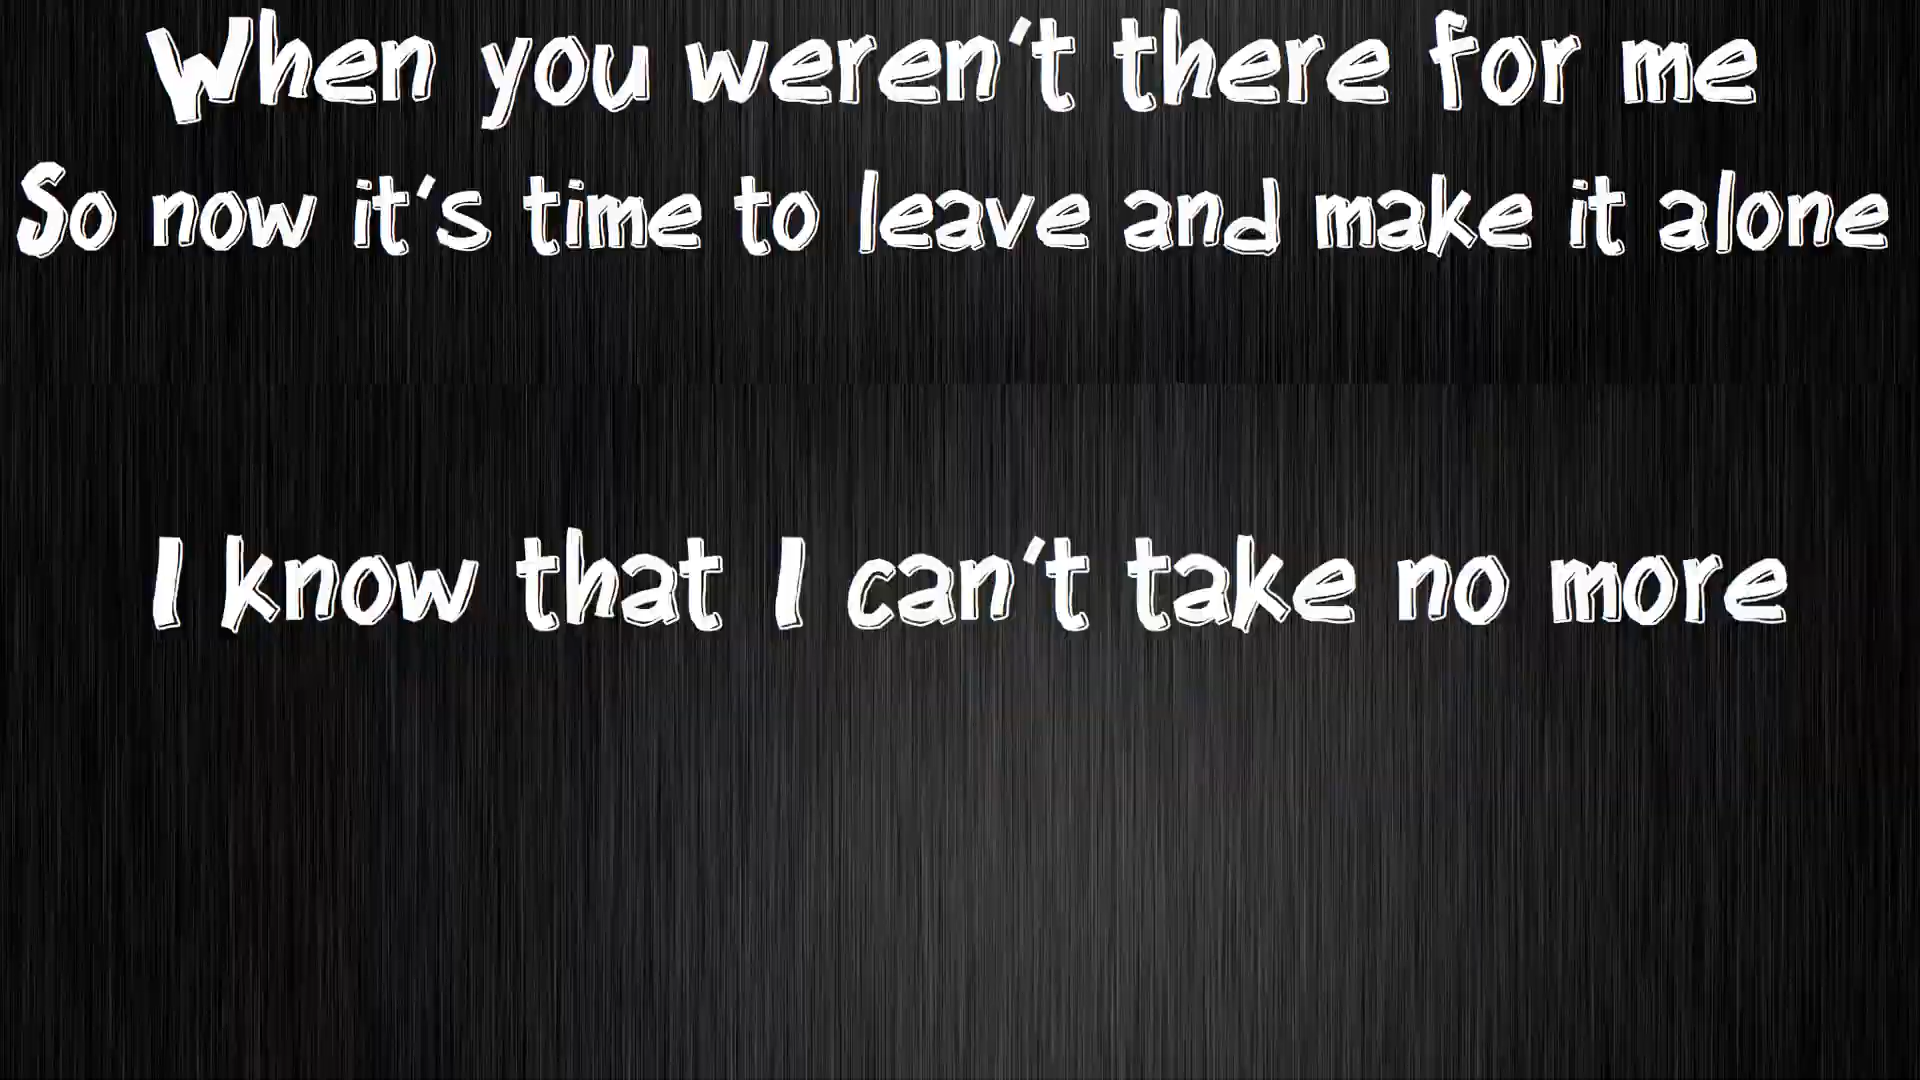 When you weren't there for me
So now it's time to leave and make it alone
I know that I can't take no more